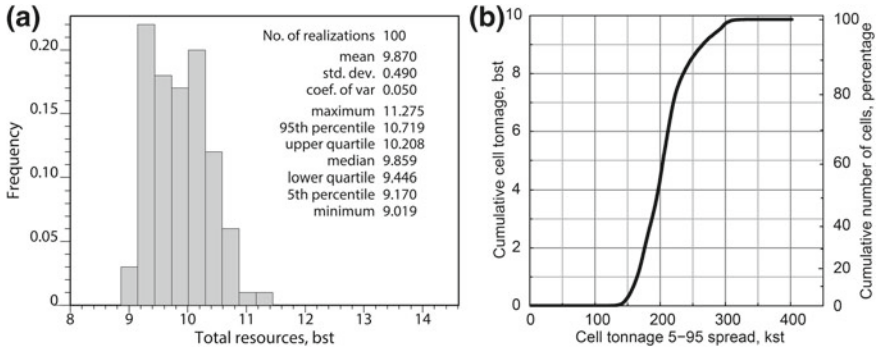 (a)
Frequency
0.20
0.15
0.10
0.05
0
No. of realizations 100
mean 9.870
std. dev. 0.490
coef. of var 0.050
maximum 11.275
95th percentile 10.719
upper quartile 10.208
median 9.859
lower quartile 9.446
5th percentile 9.170
minimum 9.019
8 9 10 11 12 13 14
Total resources, bst
(b)
Cumulative cell tonnage, bst
10
8
6
4
2
0
100
80
60
40
20
0
Cumulative number of cells, percentage
0 100 200 300 400
Cell tonnage 5–95 spread, kst